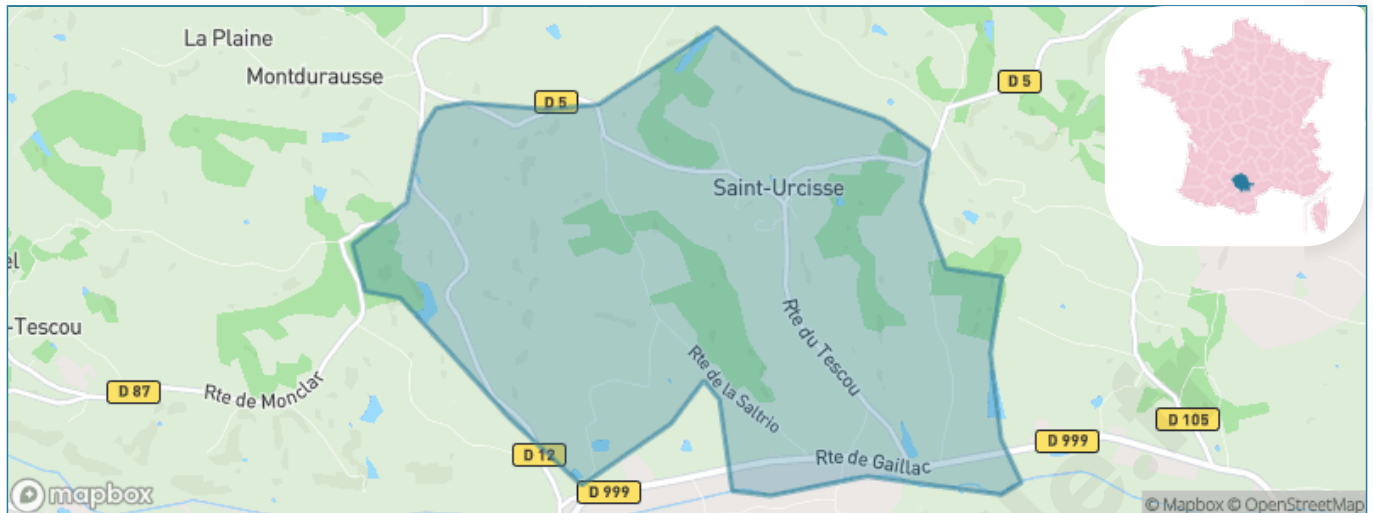 La Plaine
Montdurausse
D 5
D 5
Saint-Urcisse
el
-Tescou
Rte du Tescou
Rte de la Saltrio
D 87
Rte de Monclar
D 105
D 999
D 12
Rte de Gaillac
D 999
mapbox
© Mapbox © OpenStreetMap